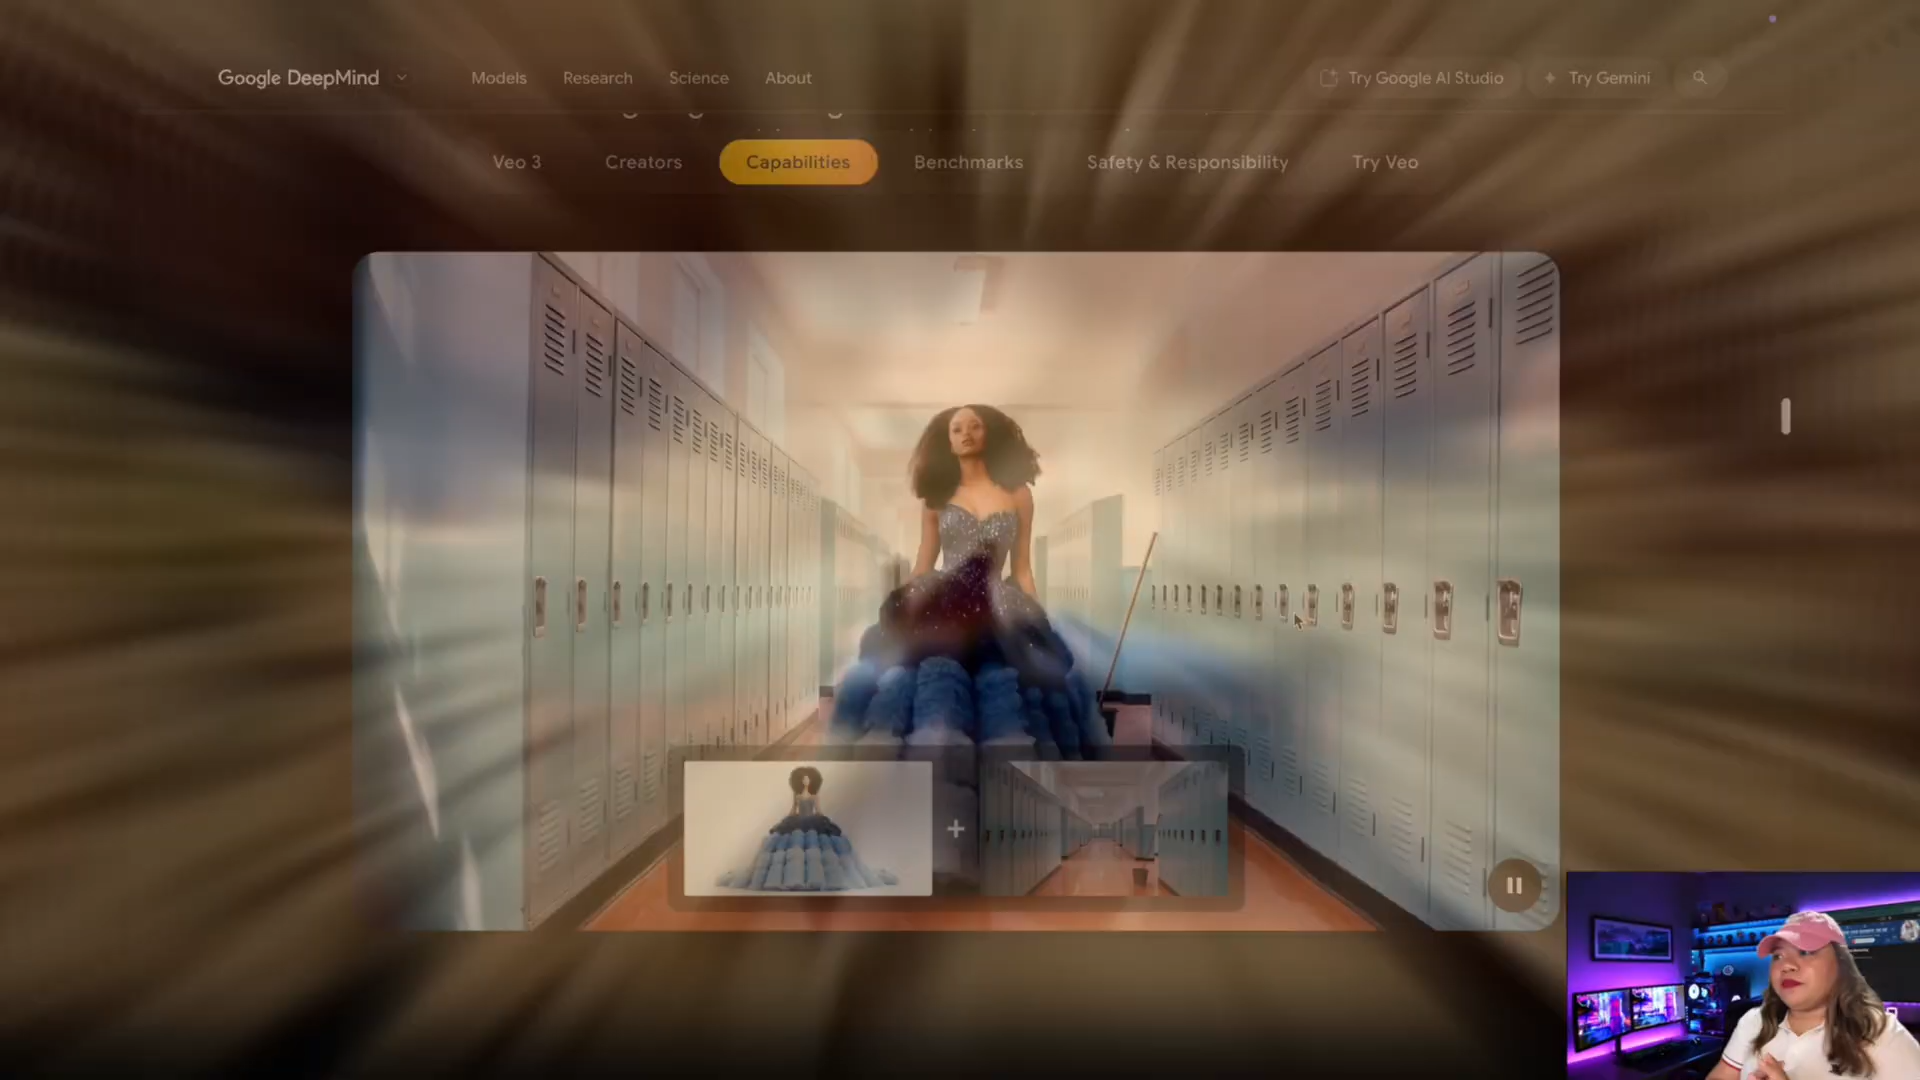 Google DeepMind Models Research Science About Try Google AI Studio Try Gemini
Veo 3 Creators Capabilities Benchmarks Safety & Responsibility Try Veo
+